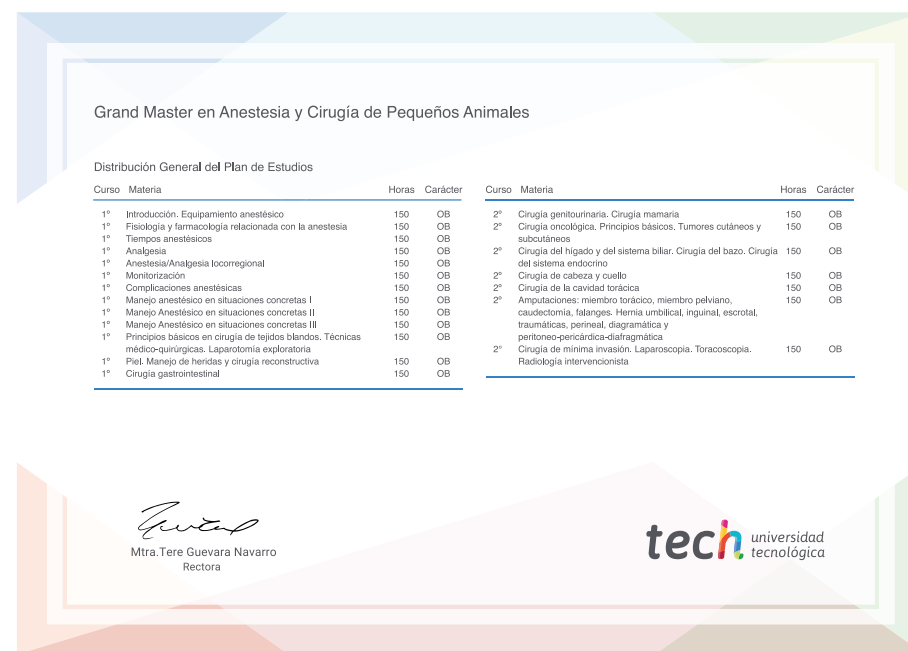 Grand Master en Anestesia y Cirugía de Pequeños Animales
Distribución General del Plan de Estudios
Curso Materia Horas Carácter
1º Introducción. Equipamiento anestésico 150 OB
1º Fisiología y farmacología relacionada con la anestesia 150 OB
1º Tiempos anestésicos 150 OB
1º Analgesia 150 OB
1º Anestesia/Analgesia locorregional 150 OB
1º Monitorización 150 OB
1º Complicaciones anestésicas 150 OB
1º Manejo anestésico en situaciones concretas I 150 OB
1º Manejo Anestésico en situaciones concretas II 150 OB
1º Manejo Anestésico en situaciones concretas III 150 OB
1º Principios básicos en cirugía de tejidos blandos. Técnicas 150 OB
médico-quirúrgicas. Laparotomía exploratoria
1º Piel. Manejo de heridas y cirugía reconstructiva 150 OB
1º Cirugía gastrointestinal 150 OB
Curso Materia Horas Carácter
2º Cirugía genitourinaria. Cirugía mamaria 150 OB
2º Cirugía oncológica. Principios básicos. Tumores cutáneos y 150 OB
subcutáneos
2º Cirugía del hígado y del sistema biliar. Cirugía del bazo. Cirugía 150 OB
del sistema endocrino
2º Cirugía de cabeza y cuello 150 OB
2º Cirugía de la cavidad torácica 150 OB
2º Amputaciones: miembro torácico, miembro pelviano, 150 OB
caudectomía, falanges. Hernia umbilical, inguinal, escrotal,
traumáticas, perineal, diagramática y
peritoneo-pericárdica-diafragmática
2º Cirugía de mínima invasión. Laparoscopia. Toracoscopia. 150 OB
Radiología intervencionista
Mtra.Tere Guevara Navarro
Rectora
tech universidad
tecnológica